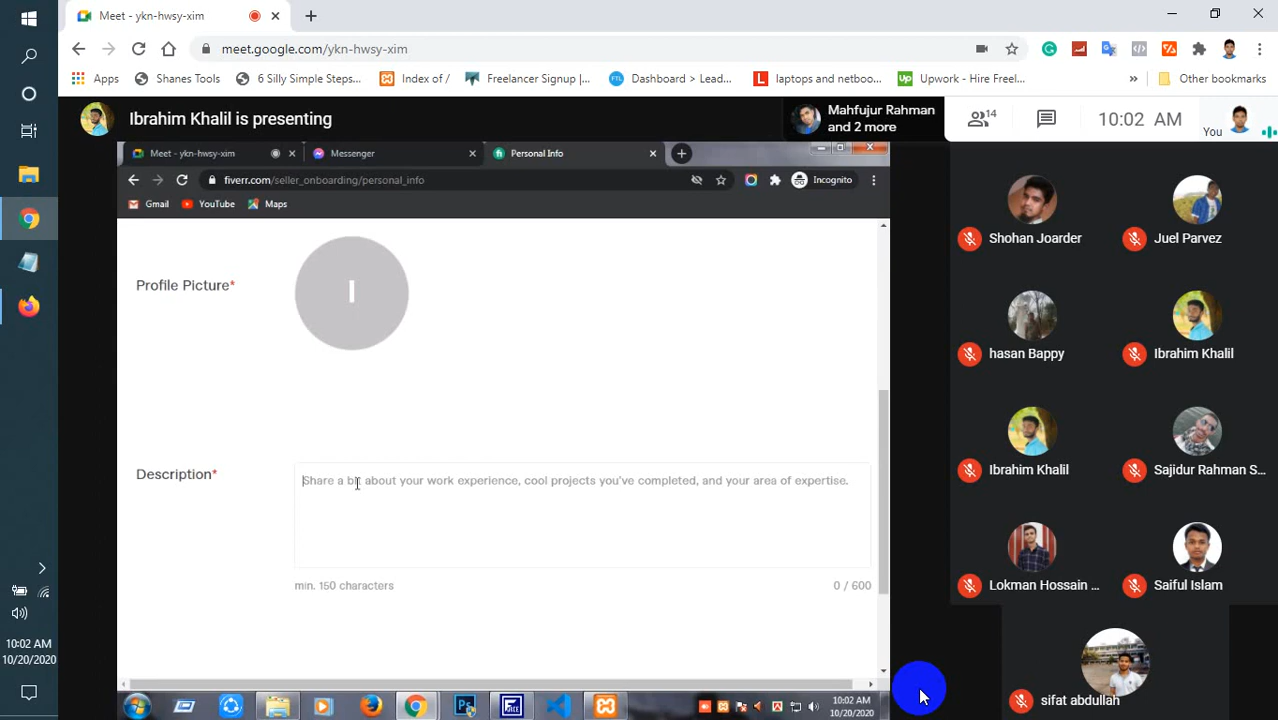 Meet - ykn-hwsy-xim
meet.google.com/ykn-hwsy-xim
Apps
Shanes Tools
6 Silly Simple Steps...
Index of /
Freelancer Signup |...
Dashboard > Lead...
laptops and netboo...
Upwork - Hire Freel...
»
Other bookmarks
Ibrahim Khalil is presenting
Mahfujur Rahman
and 2 more
14
10:02 AM
You
Meet - ykn-hwsy-xim
Messenger
Personal Info
fiverr.com/seller_onboarding/personal_info
Incognito
Gmail
YouTube
Maps
Profile Picture*
I
Description*
Share a bit about your work experience, cool projects you've completed, and your area of expertise.
min. 150 characters
0 / 600
Shohan Joarder
Juel Parvez
hasan Bappy
Ibrahim Khalil
Ibrahim Khalil
Sajidur Rahman S...
Lokman Hossain ...
Saiful Islam
sifat abdullah
10:02 AM
10/20/2020
10:02 AM
10/20/2020